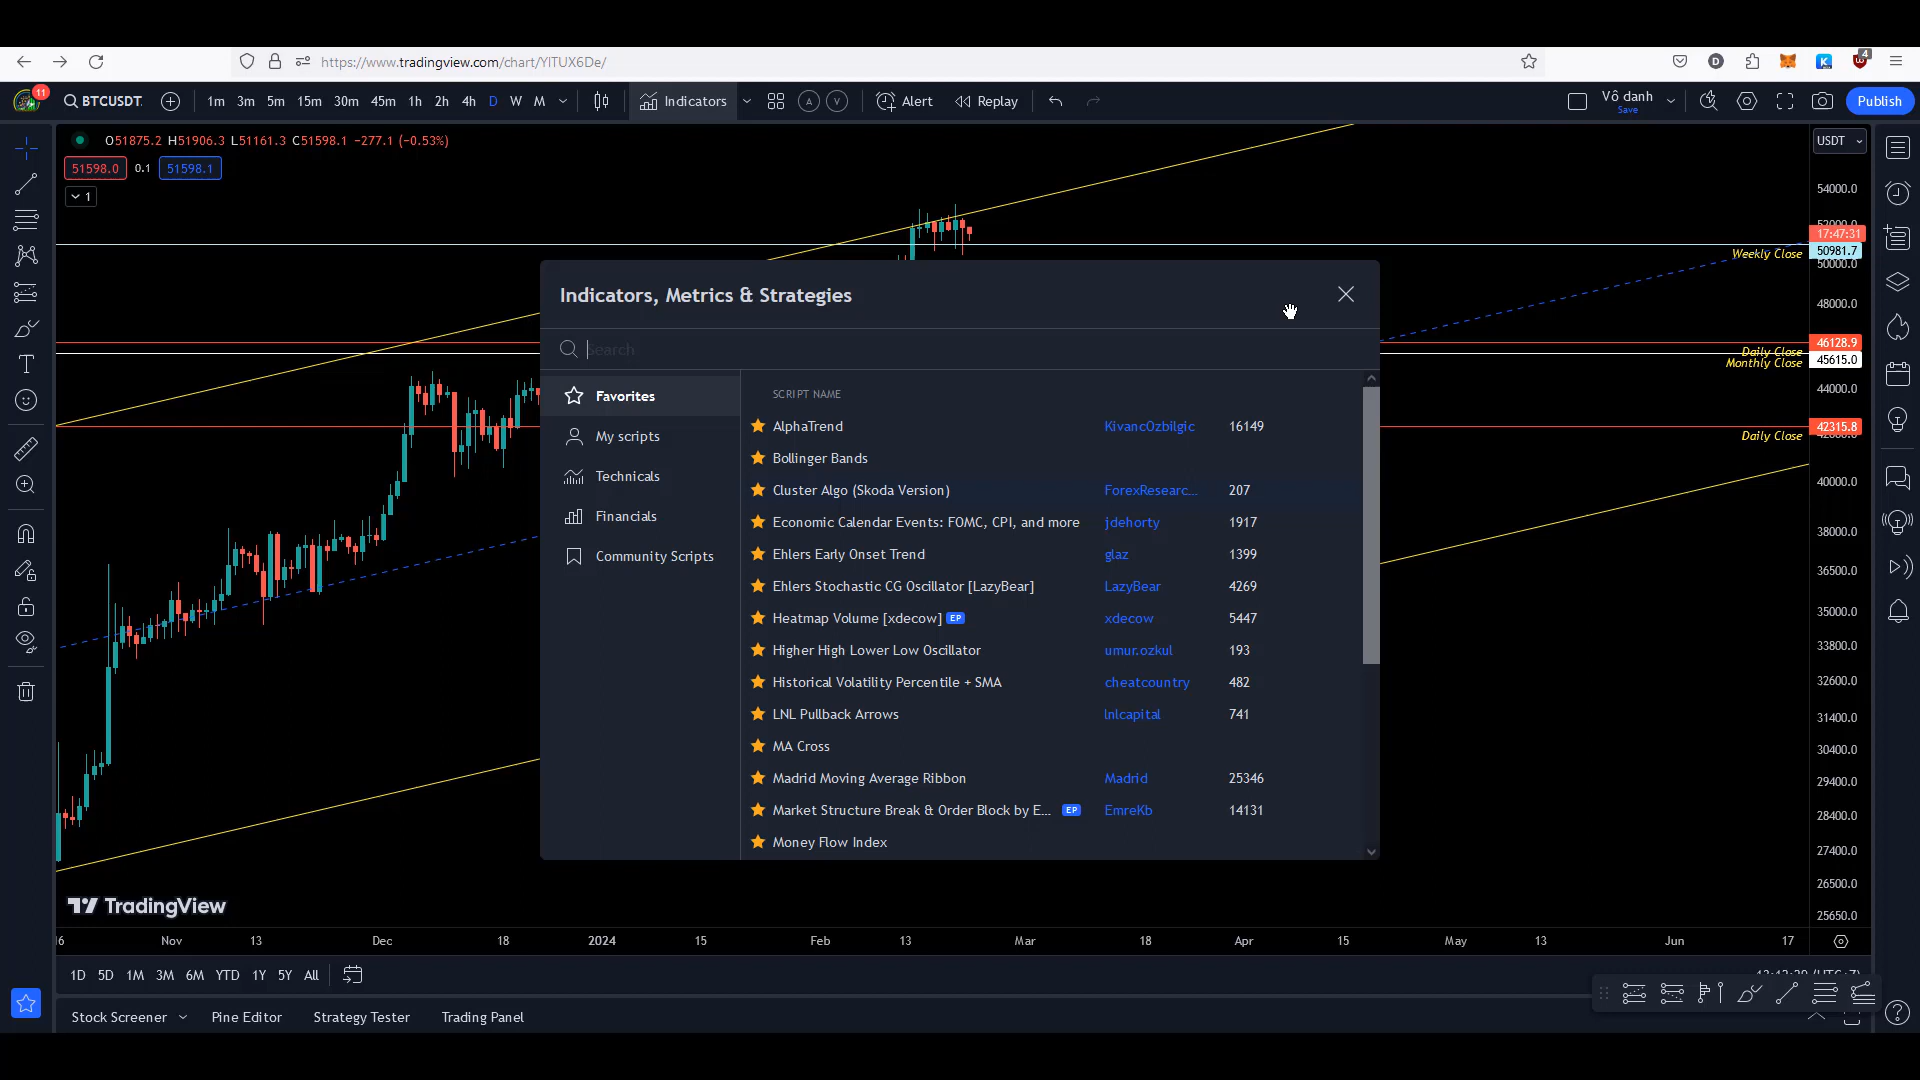 https://www.tradingview.com/chart/YITUX6De/
4
11
BTCUSDT
1m 3m 5m 15m 30m 45m 1h 2h 4h D W M
Indicators
A V
Alert
Replay
Vô danh
Save
Publish
O51875.2 H51906.3 L51161.3 C51598.1 −277.1 (−0.53%)
51598.0 0.1 51598.1
1
USDT
54000.0
52000.0
17:47:31
50981.7
Weekly Close
50000.0
48000.0
46128.9
Daily Close
45615.0
Monthly Close
44000.0
42315.8
Daily Close
40000.0
38000.0
36500.0
35000.0
33800.0
32600.0
31400.0
30400.0
29400.0
28400.0
27400.0
26500.0
25650.0
Indicators, Metrics & Strategies
Search
Favorites
My scripts
Technicals
Financials
Community Scripts
SCRIPT NAME
AlphaTrend KivancOzbilgic 16149
Bollinger Bands
Cluster Algo (Skoda Version) ForexResearc... 207
Economic Calendar Events: FOMC, CPI, and more jdehorty 1917
Ehlers Early Onset Trend glaz 1399
Ehlers Stochastic CG Oscillator [LazyBear] LazyBear 4269
Heatmap Volume [xdecow] EP xdecow 5447
Higher High Lower Low Oscillator umur.ozkul 193
Historical Volatility Percentile + SMA cheatcountry 482
LNL Pullback Arrows lnlcapital 741
MA Cross
Madrid Moving Average Ribbon Madrid 25346
Market Structure Break & Order Block by E... EP EmreKb 14131
Money Flow Index
TradingView
16 Nov 13 Dec 18 2024 15 Feb 13 Mar 18 Apr 15 May 13 Jun 17
1D 5D 1M 3M 6M YTD 1Y 5Y All
Stock Screener Pine Editor Strategy Tester Trading Panel